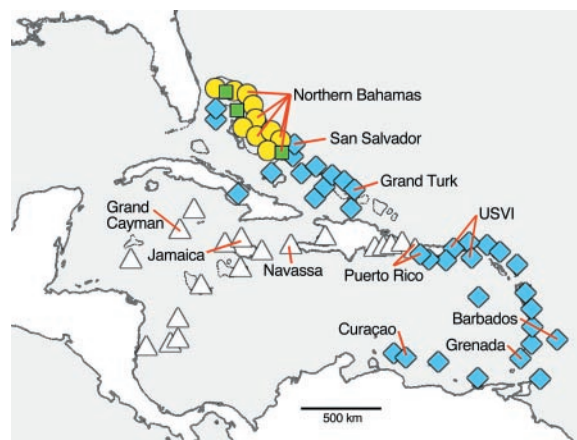 Northern Bahamas
San Salvador
Grand Turk
Grand
Cayman
USVI
Jamaica
Navassa
Puerto Rico
Curaçao
Barbados
Grenada
500 km